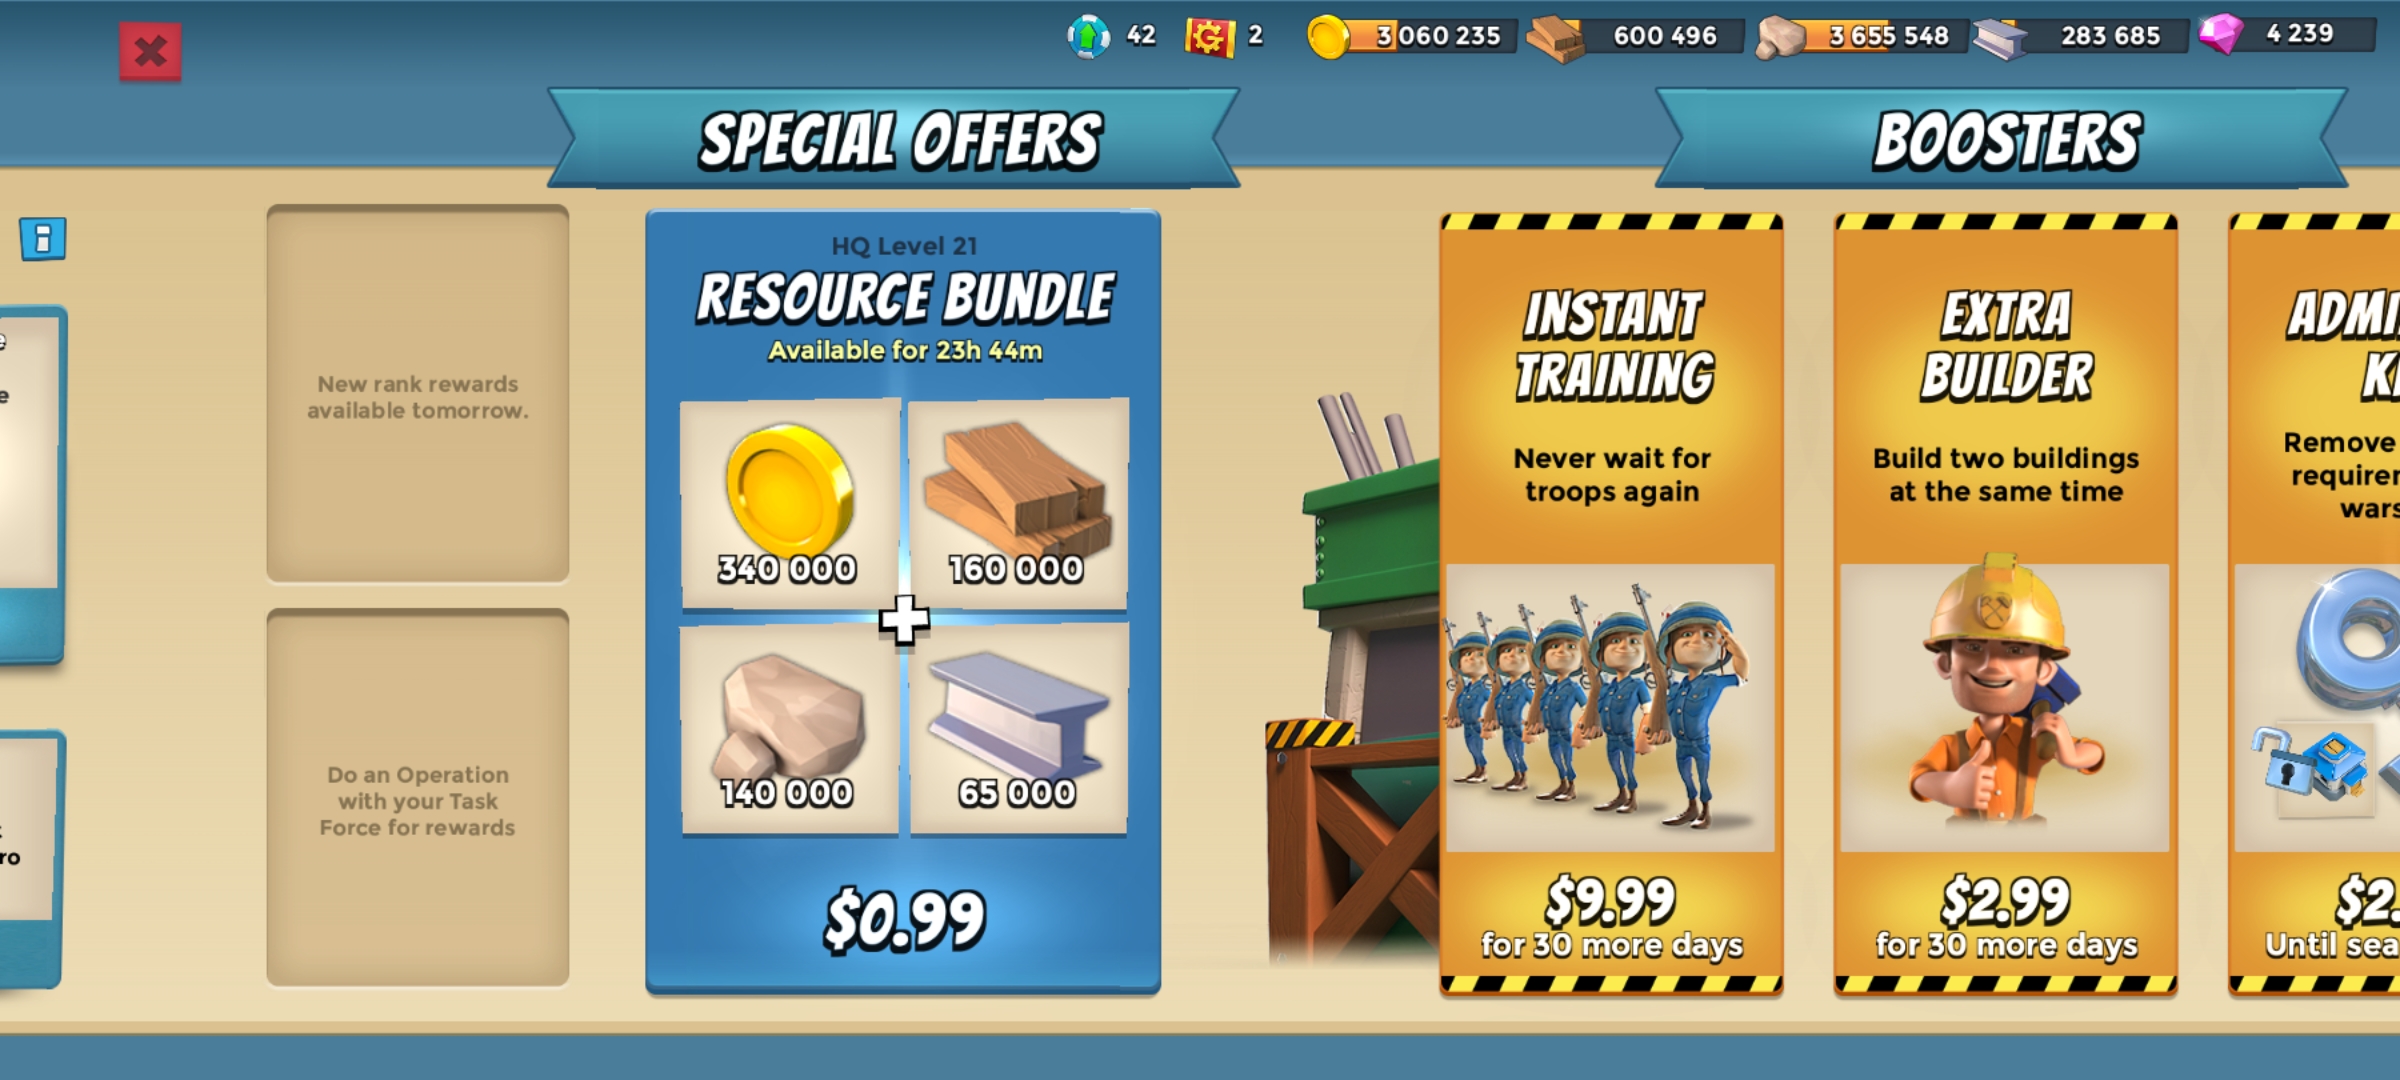 42
2
3 060 235
600 496
3 655 548
283 685
4 239
SPECIAL OFFERS
BOOSTERS
New rank rewards
available tomorrow.
Do an Operation
with your Task
Force for rewards
HQ Level 21
RESOURCE BUNDLE
Available for 23h 44m
340 000
160 000
140 000
65 000
$0.99
INSTANT
TRAINING
Never wait for
troops again
$9.99
for 30 more days
EXTRA
BUILDER
Build two buildings
at the same time
$2.99
for 30 more days
Remove
Until